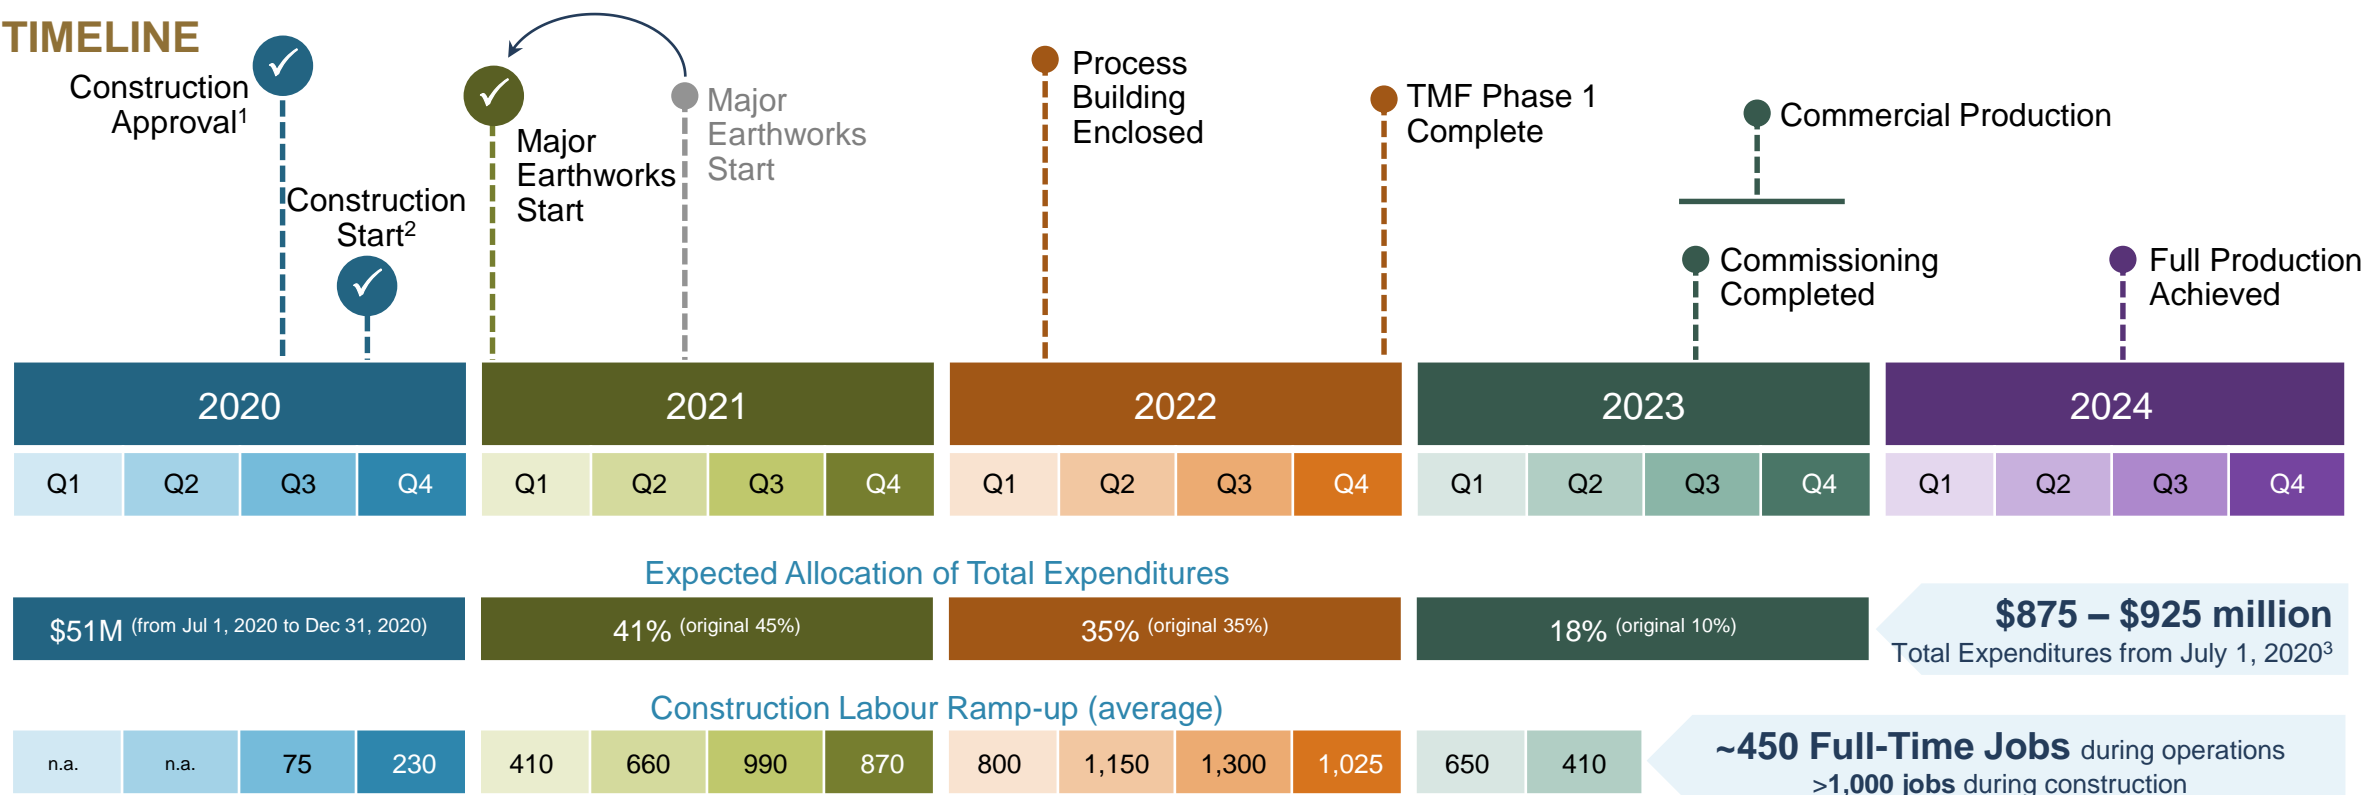 TIMELINE
Construction
Approval1
Construction
Start2
Major
Earthworks
Start
Major
Earthworks
Start
Process
Building
Enclosed
TMF Phase 1
Complete
Commercial Production
Commissioning
Completed
Full Production
Achieved
2020 2021 2022 2023 2024
Q1 Q2 Q3 Q4 Q1 Q2 Q3 Q4 Q1 Q2 Q3 Q4 Q1 Q2 Q3 Q4 Q1 Q2 Q3 Q4
Expected Allocation of Total Expenditures
$51M (from Jul 1, 2020 to Dec 31, 2020) 41% (original 45%) 35% (original 35%) 18% (original 10%)
$875 – $925 million
Total Expenditures from July 1, 20203
Construction Labour Ramp-up (average)
n.a. n.a. 75 230 410 660 990 870 800 1,150 1,300 1,025 650 410
~450 Full-Time Jobs during operations
>1,000 jobs during construction